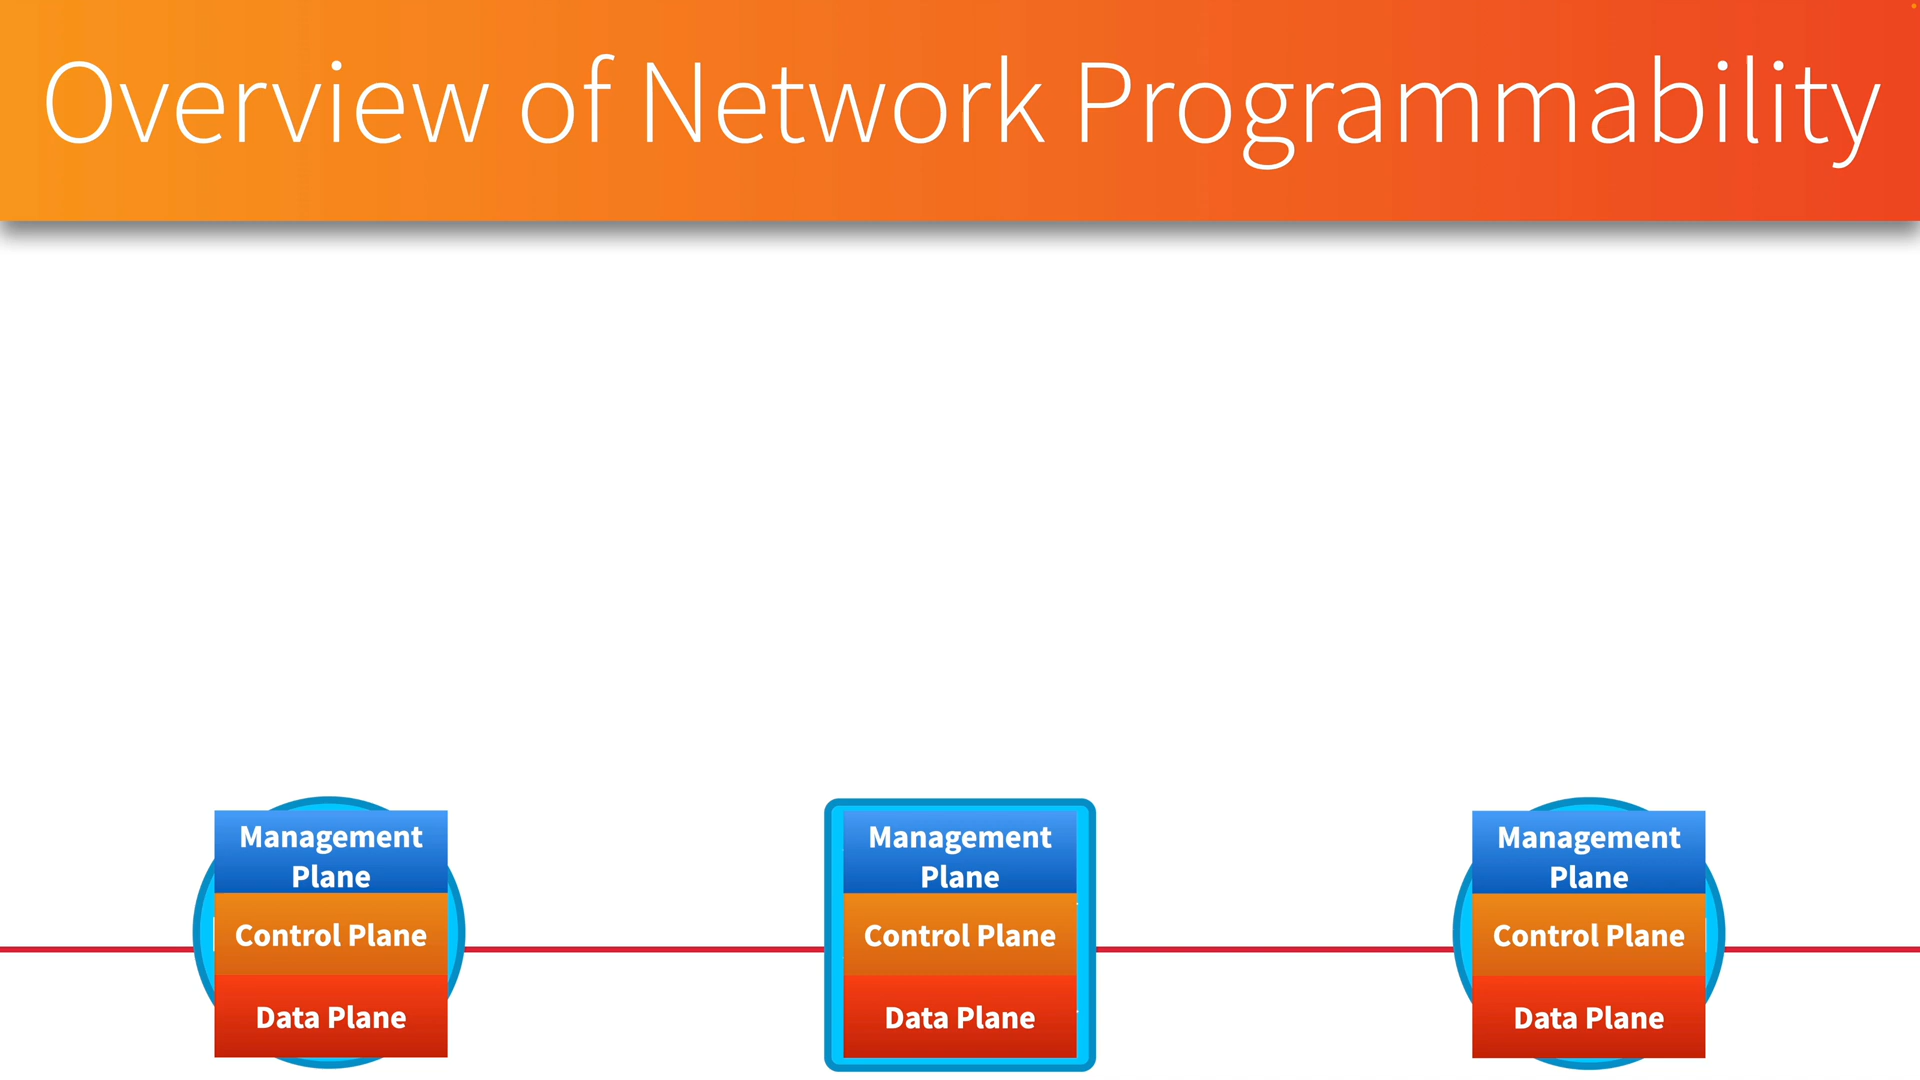 Overview of Network Programmability
Management
Plane
Control Plane
Data Plane
Management
Plane
Control Plane
Data Plane
Management
Plane
Control Plane
Data Plane